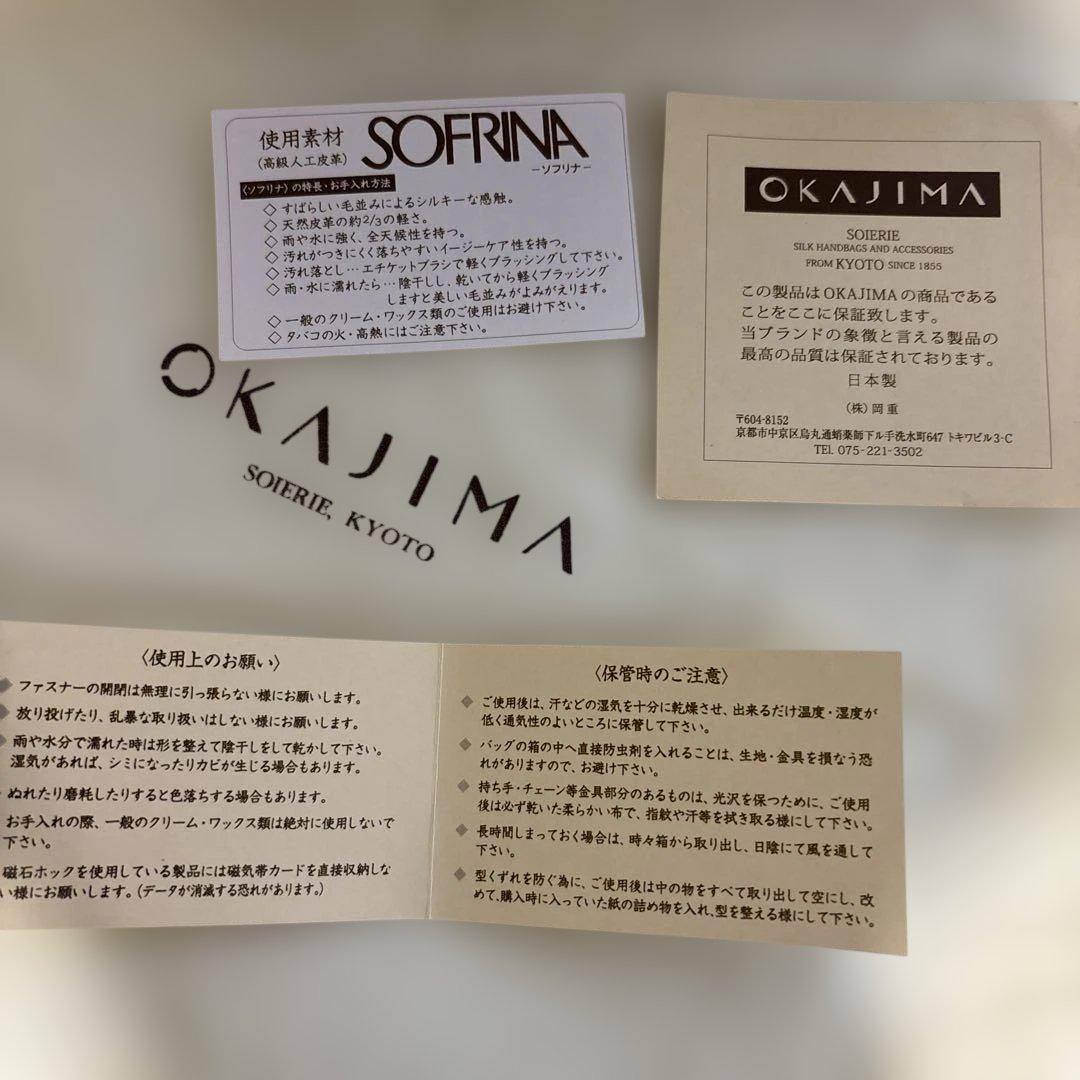 使用素材
(高級人工皮革)
SOFRINA
-ソフリナ-
〈ソフリナ〉の特長・お手入れ方法
◇ すばらしい毛並みによるシルキーな感触。
◇ 天然皮革の約2/3の軽さ。
◇ 雨や水に強く、全天候性を持つ。
◇ 汚れがつきにくく落ちやすいイージーケア性を持つ。
◇ 汚れ落とし…エチケットブラシで軽くブラッシングして下さい。
◇ 雨・水に濡れたら…陰干しし、乾いてから軽くブラッシング
しますと美しい毛並みがよみがえります。
◇ 一般のクリーム・ワックス類のご使用はお避け下さい。
◇ タバコの火・高熱にはご注意下さい。
OKAJIMA
SOIERIE
SILK HANDBAGS AND ACCESSORIES
FROM KYOTO SINCE 1855
この製品はOKAJIMAの商品である
ことをここに保証致します。
当ブランドの象徴と言える製品の
最高の品質は保証されております。
日本製
(株)岡重
〒604-8152
京都市中京区烏丸通蛸薬師下ル手洗水町647 トキワビル3-C
TEL. 075-221-3502
OKAJIMA
SOIERIE, KYOTO
〈使用上のお願い〉
◆ ファスナーの開閉は無理に引っ張らない様にお願いします。
◆ 放り投げたり、乱暴な取り扱いはしない様にお願いします。
◆ 雨や水分で濡れた時は形を整えて陰干しをして乾かして下さい。
湿気があれば、シミになったりカビが生じる場合もあります。
ぬれたり磨耗したりすると色落ちする場合もあります。
お手入れの際、一般のクリーム・ワックス類は絶対に使用しないで
下さい。
磁石ホックを使用している製品には磁気帯カードを直接収納しな
い様にお願いします。(データが消滅する恐れがあります。)
〈保管時のご注意〉
◆ ご使用後は、汗などの湿気を十分に乾燥させ、出来るだけ温度・湿度が
低く通気性のよいところに保管して下さい。
◆ バッグの箱の中へ直接防虫剤を入れることは、生地・金具を損なう恐
れがありますので、お避け下さい。
◆ 持ち手・チェーン等金具部分のあるものは、光沢を保つために、ご使用
後は必ず乾いた柔らかい布で、指紋や汗等を拭き取る様にして下さい。
◆ 長時間しまっておく場合は、時々箱から取り出し、日陰にて風を通して
下さい。
◆ 型くずれを防ぐ為に、ご使用後は中の物をすべて取り出して空にし、改
めて、購入時に入っていた紙の詰め物を入れ、型を整える様にして下さい。